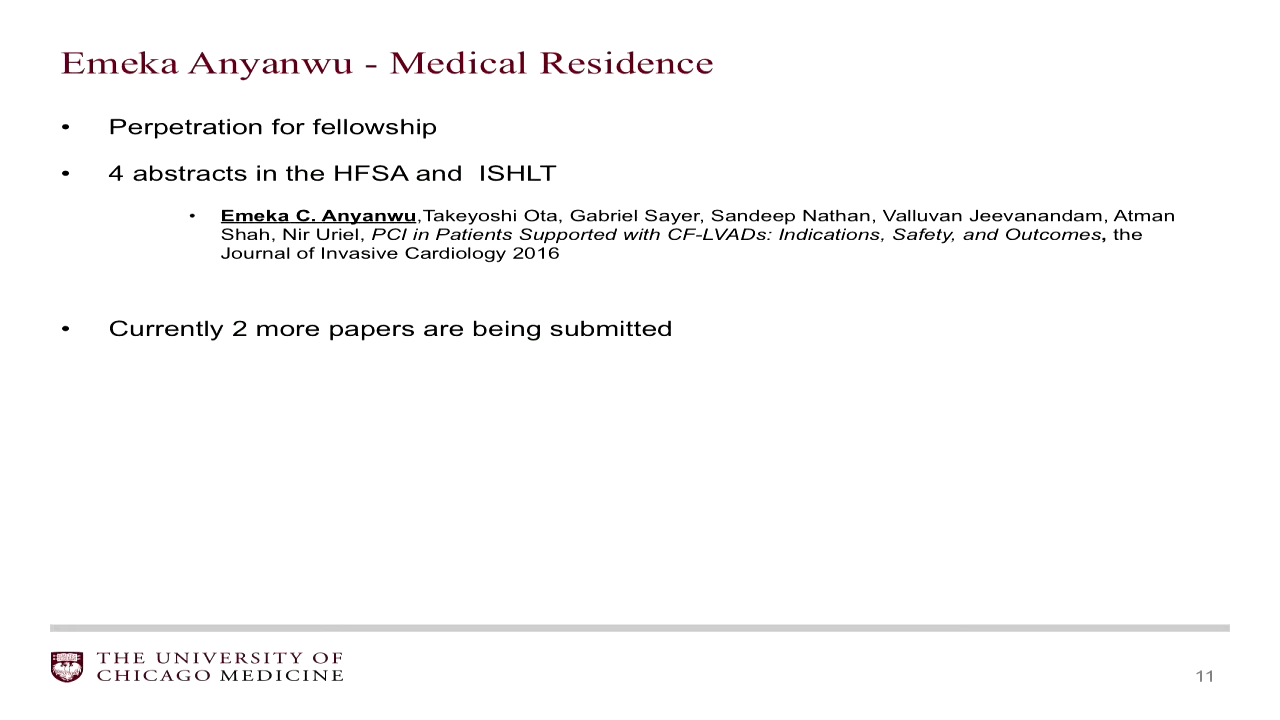 Emeka Anyanwu - Medical Residence
• Perpetration for fellowship
• 4 abstracts in the HFSA and  ISHLT
• Emeka C. Anyanwu,Takeyoshi Ota, Gabriel Sayer, Sandeep Nathan, Valluvan Jeevanandam, Atman
Shah, Nir Uriel, PCI in Patients Supported with CF-LVADs: Indications, Safety, and Outcomes, the
Journal of Invasive Cardiology 2016
• Currently 2 more papers are being submitted
THE UNIVERSITY OF
CHICAGO MEDICINE
11